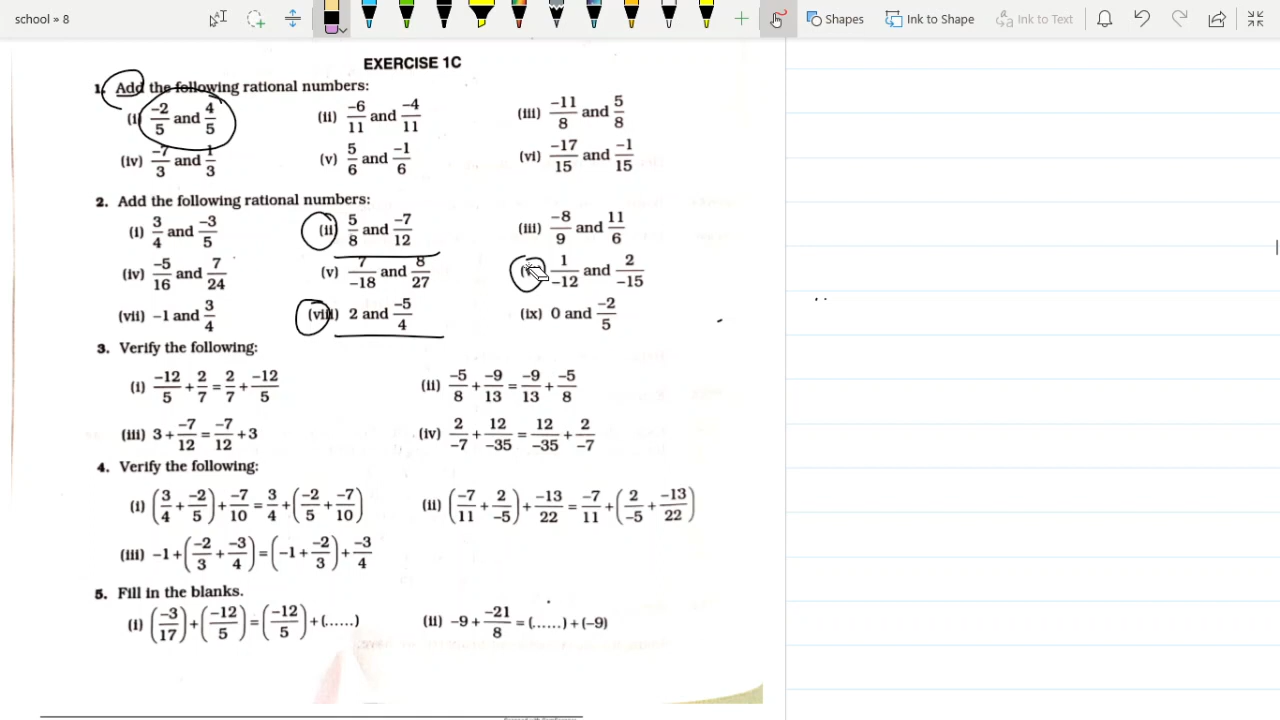 school » 8
Shapes Ink to Shape Ink to Text
EXERCISE 1C
1. Add the following rational numbers:
(i) -2/5 and 4/5 (ii) -6/11 and -4/11 (iii) -11/8 and 5/8
(iv) -7/3 and 1/3 (v) 5/6 and -1/6 (vi) -17/15 and -1/15
2. Add the following rational numbers:
(i) 3/4 and -3/5 (ii) 5/8 and -7/12 (iii) -8/9 and 11/6
(iv) -5/16 and 7/24 (v) 7/-18 and 8/27 1/-12 and 2/-15
(vii) -1 and 3/4 (viii) 2 and -5/4 (ix) 0 and -2/5
3. Verify the following:
(i) -12/5 + 2/7 = 2/7 + -12/5 (ii) -5/8 + -9/13 = -9/13 + -5/8
(iii) 3 + -7/12 = -7/12 + 3 (iv) 2/-7 + 12/-35 = 12/-35 + 2/-7
4. Verify the following:
(i) (3/4 + -2/5) + -7/10 = 3/4 + (-2/5 + -7/10) (ii) (-7/11 + 2/-5) + -13/22 = -7/11 + (2/-5 + -13/22)
(iii) -1 + (-2/3 + -3/4) = (-1 + -2/3) + -3/4
5. Fill in the blanks.
(i) (-3/17) + (-12/5) = (-12/5) + (......) (ii) -9 + -21/8 = (......) + (-9)